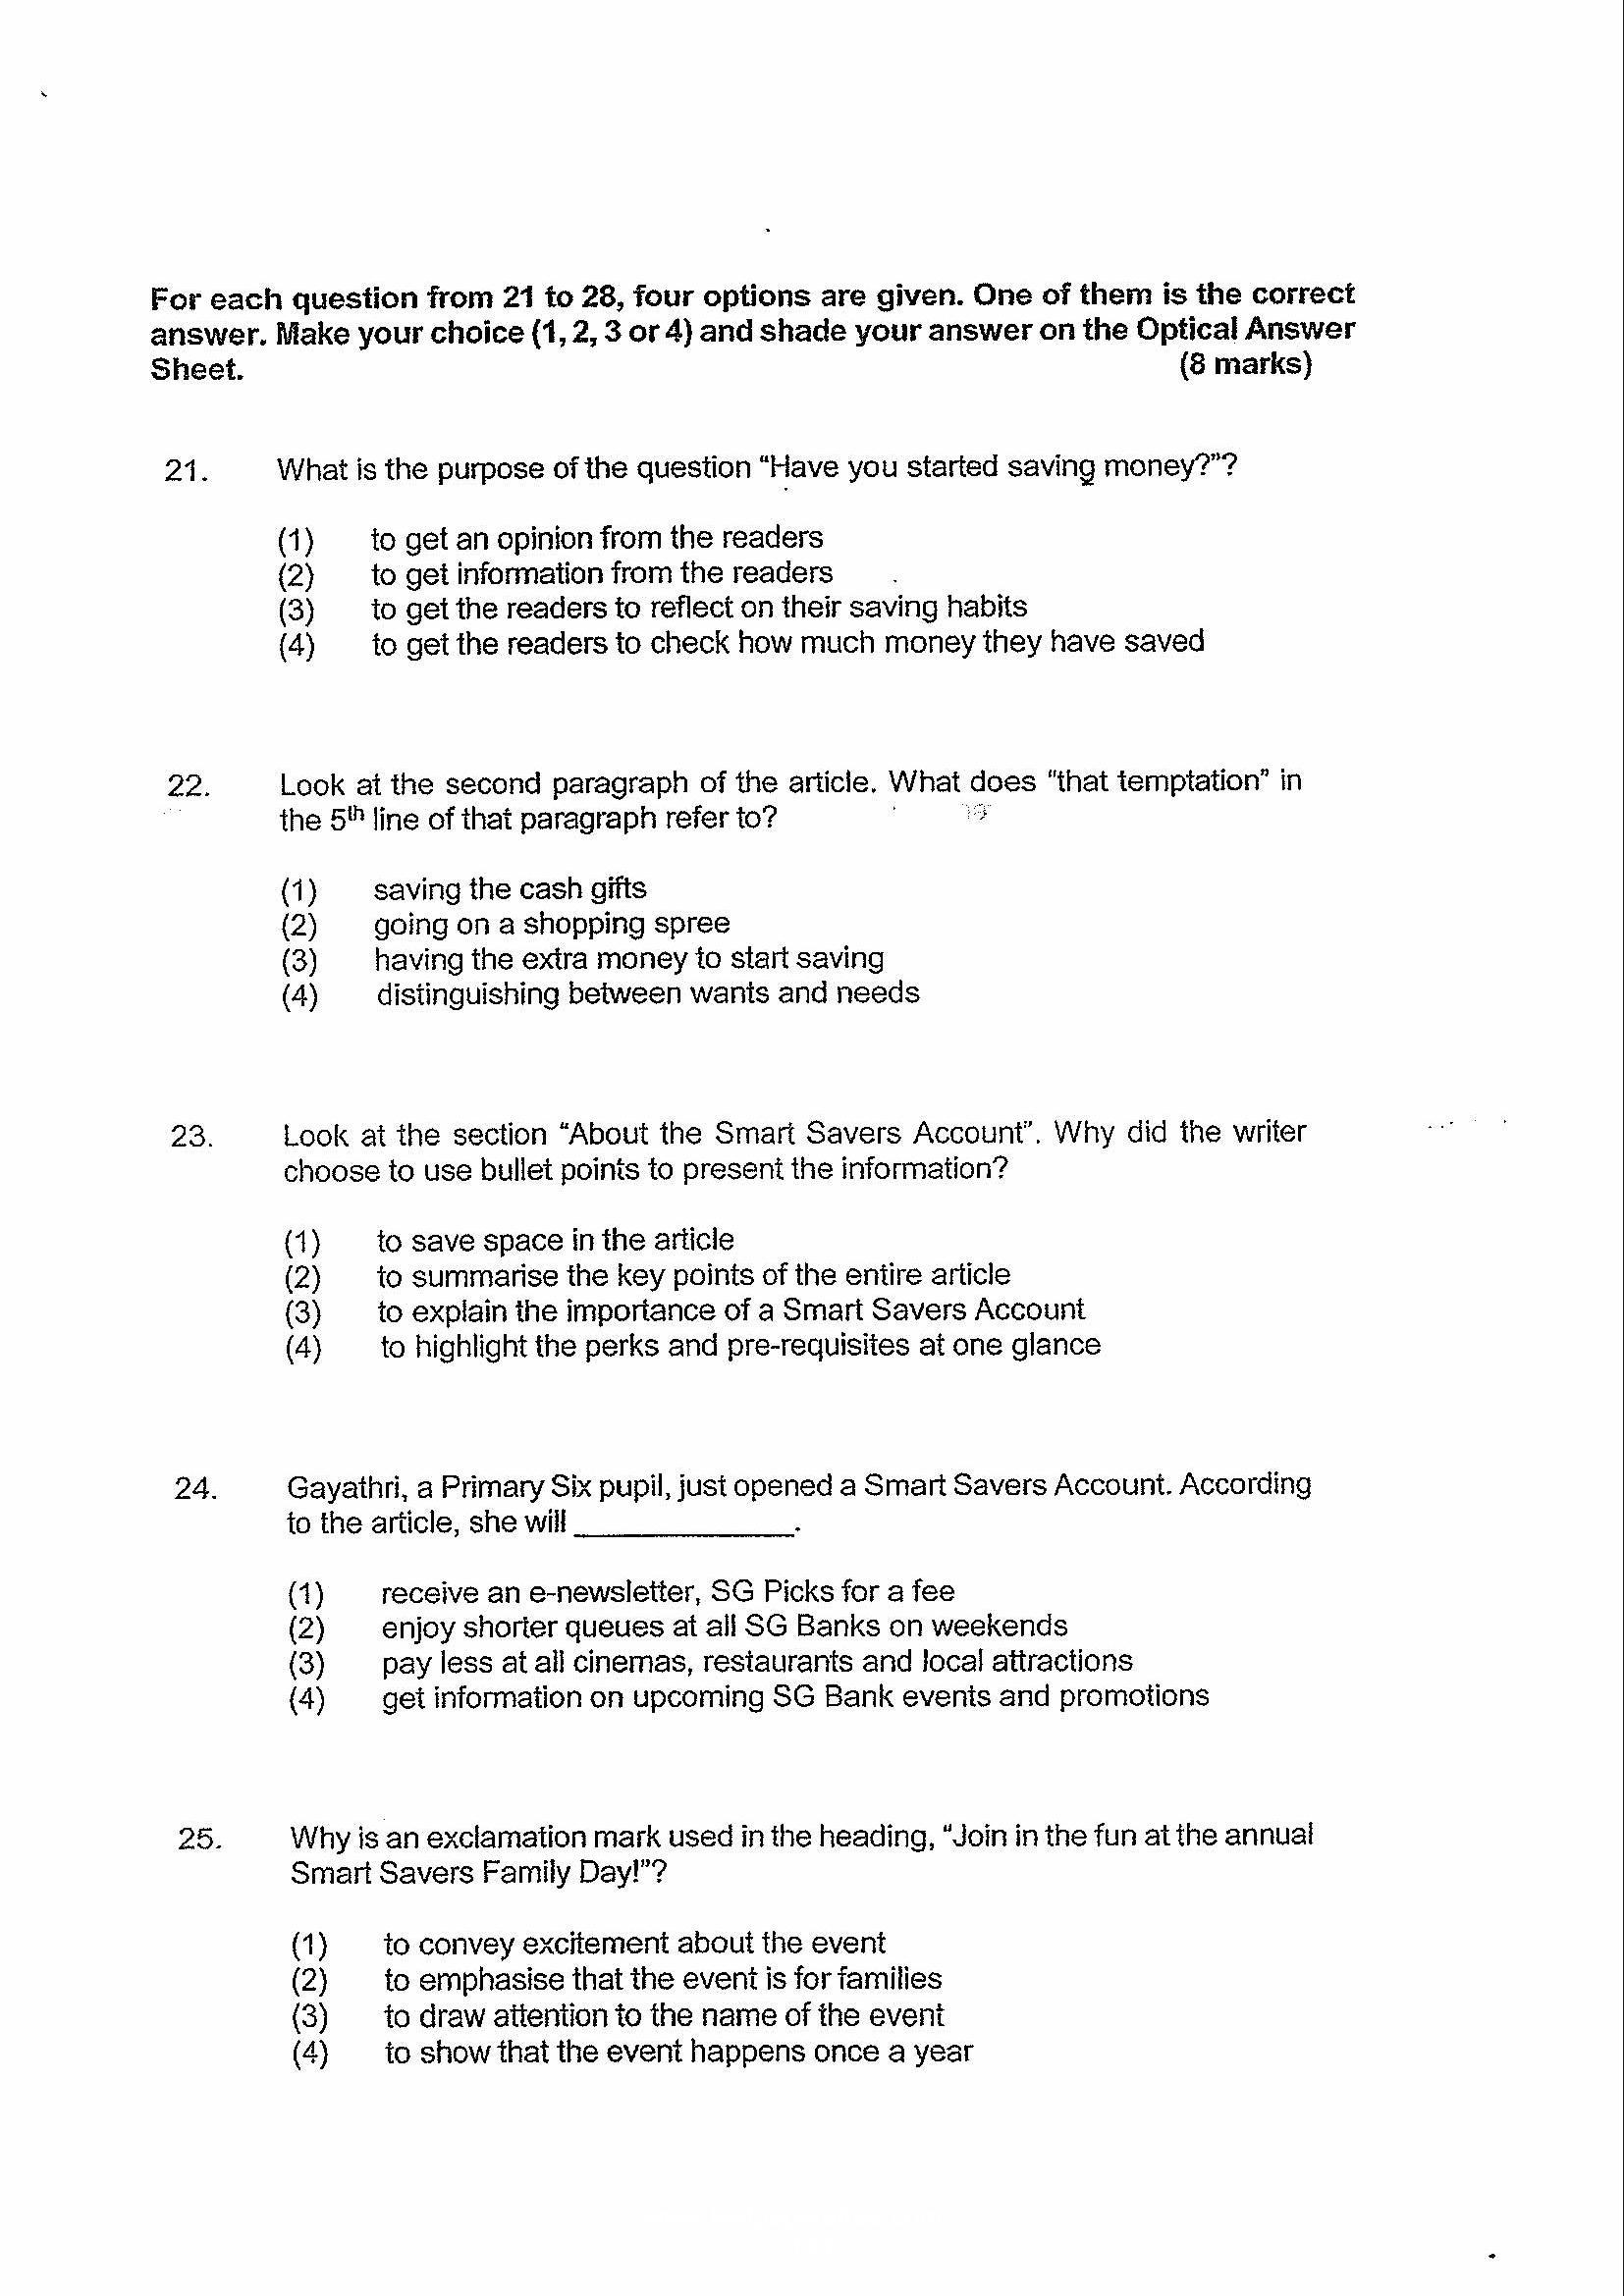 For each question from 21 to 28, four options are given. One of them is the correct
answer. Make your choice (1, 2, 3 or 4) and shade your answer on the Optical Answer
Sheet. (8 marks)
21. What is the purpose of the question “Have you started saving money?”?
(1) to get an opinion from the readers
(2) to get information from the readers
(3) to get the readers to reflect on their saving habits
(4) to get the readers to check how much money they have saved
22. Look at the second paragraph of the article. What does "that temptation” in
the 5th line of that paragraph refer to?
(1) saving the cash gifts
(2) going on a shopping spree
(3) having the extra money to start saving
(4) distinguishing between wants and needs
23. Look at the section “About the Smart Savers Account”. Why did the writer
choose to use bullet points to present the information?
(1) to save space in the article
(2) to summarise the key points of the entire article
(3) to explain the importance of a Smart Savers Account
(4) to highlight the perks and pre-requisites at one glance
24. Gayathri, a Primary Six pupil, just opened a Smart Savers Account. According
to the article, she will ______________.
(1) receive an e-newsletter, SG Picks for a fee
(2) enjoy shorter queues at all SG Banks on weekends
(3) pay less at all cinemas, restaurants and local attractions
(4) get information on upcoming SG Bank events and promotions
25. Why is an exclamation mark used in the heading, "Join in the fun at the annual
Smart Savers Family Day!”?
(1) to convey excitement about the event
(2) to emphasise that the event is for families
(3) to draw attention to the name of the event
(4) to show that the event happens once a year